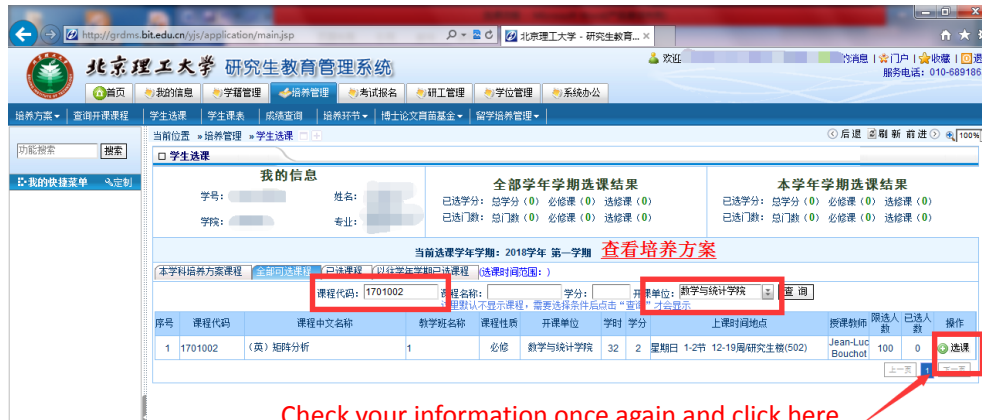 http://grdms.bit.edu.cn/yjs/application/main.jsp
北京理工大学 - 研究生教育... ×
北京理工大学 研究生教育管理系统
欢迎
的消息 | 门户 | 收藏 | 退
服务电话: 010-689186
首页 我的信息 学籍管理 培养管理 考试报名 研工管理 学位管理 系统办公
培养方案 查询开课课程 学生选课 学生课表 成绩查询 培养环节 博士论文育苗基金 留学培养管理
功能搜索 搜索
当前位置 » 培养管理 » 学生选课
后退 刷新 前进 100%
我的快捷菜单 定制
学生选课
我的信息
学号:
姓名:
学院:
专业:
全部学年学期选课结果
已选学分: 总学分 (0) 必修课 (0) 选修课 (0)
已选门数: 总门数 (0) 必修课 (0) 选修课 (0)
本学年学期选课结果
已选学分: 总学分 (0) 必修课 (0) 选修课 (0)
已选门数: 总门数 (0) 必修课 (0) 选修课 (0)
当前选课学年学期: 2018学年 第一学期 查看培养方案
本学科培养方案课程 全部可选课程 已选课程 以往学年学期已选课程 (选课时间范围: )
课程代码: 1701002 课程名称: 学分: 开课单位: 数学与统计学院 查 询
这里默认不显示课程, 需要选择条件后点击“查询”才会显示
序号 课程代码 课程中文名称 教学班名称 课程性质 开课单位 学时 学分 上课时间地点 授课教师 限选人数 已选人数 操作
1 1701002 (英) 矩阵分析 1 必修 数学与统计学院 32 2 星期日 1-2节 12-19周/研究生楼(502) Jean-Luc Bouchot 100 0 选课
上一页 1 下一页
Check your information once again and click here